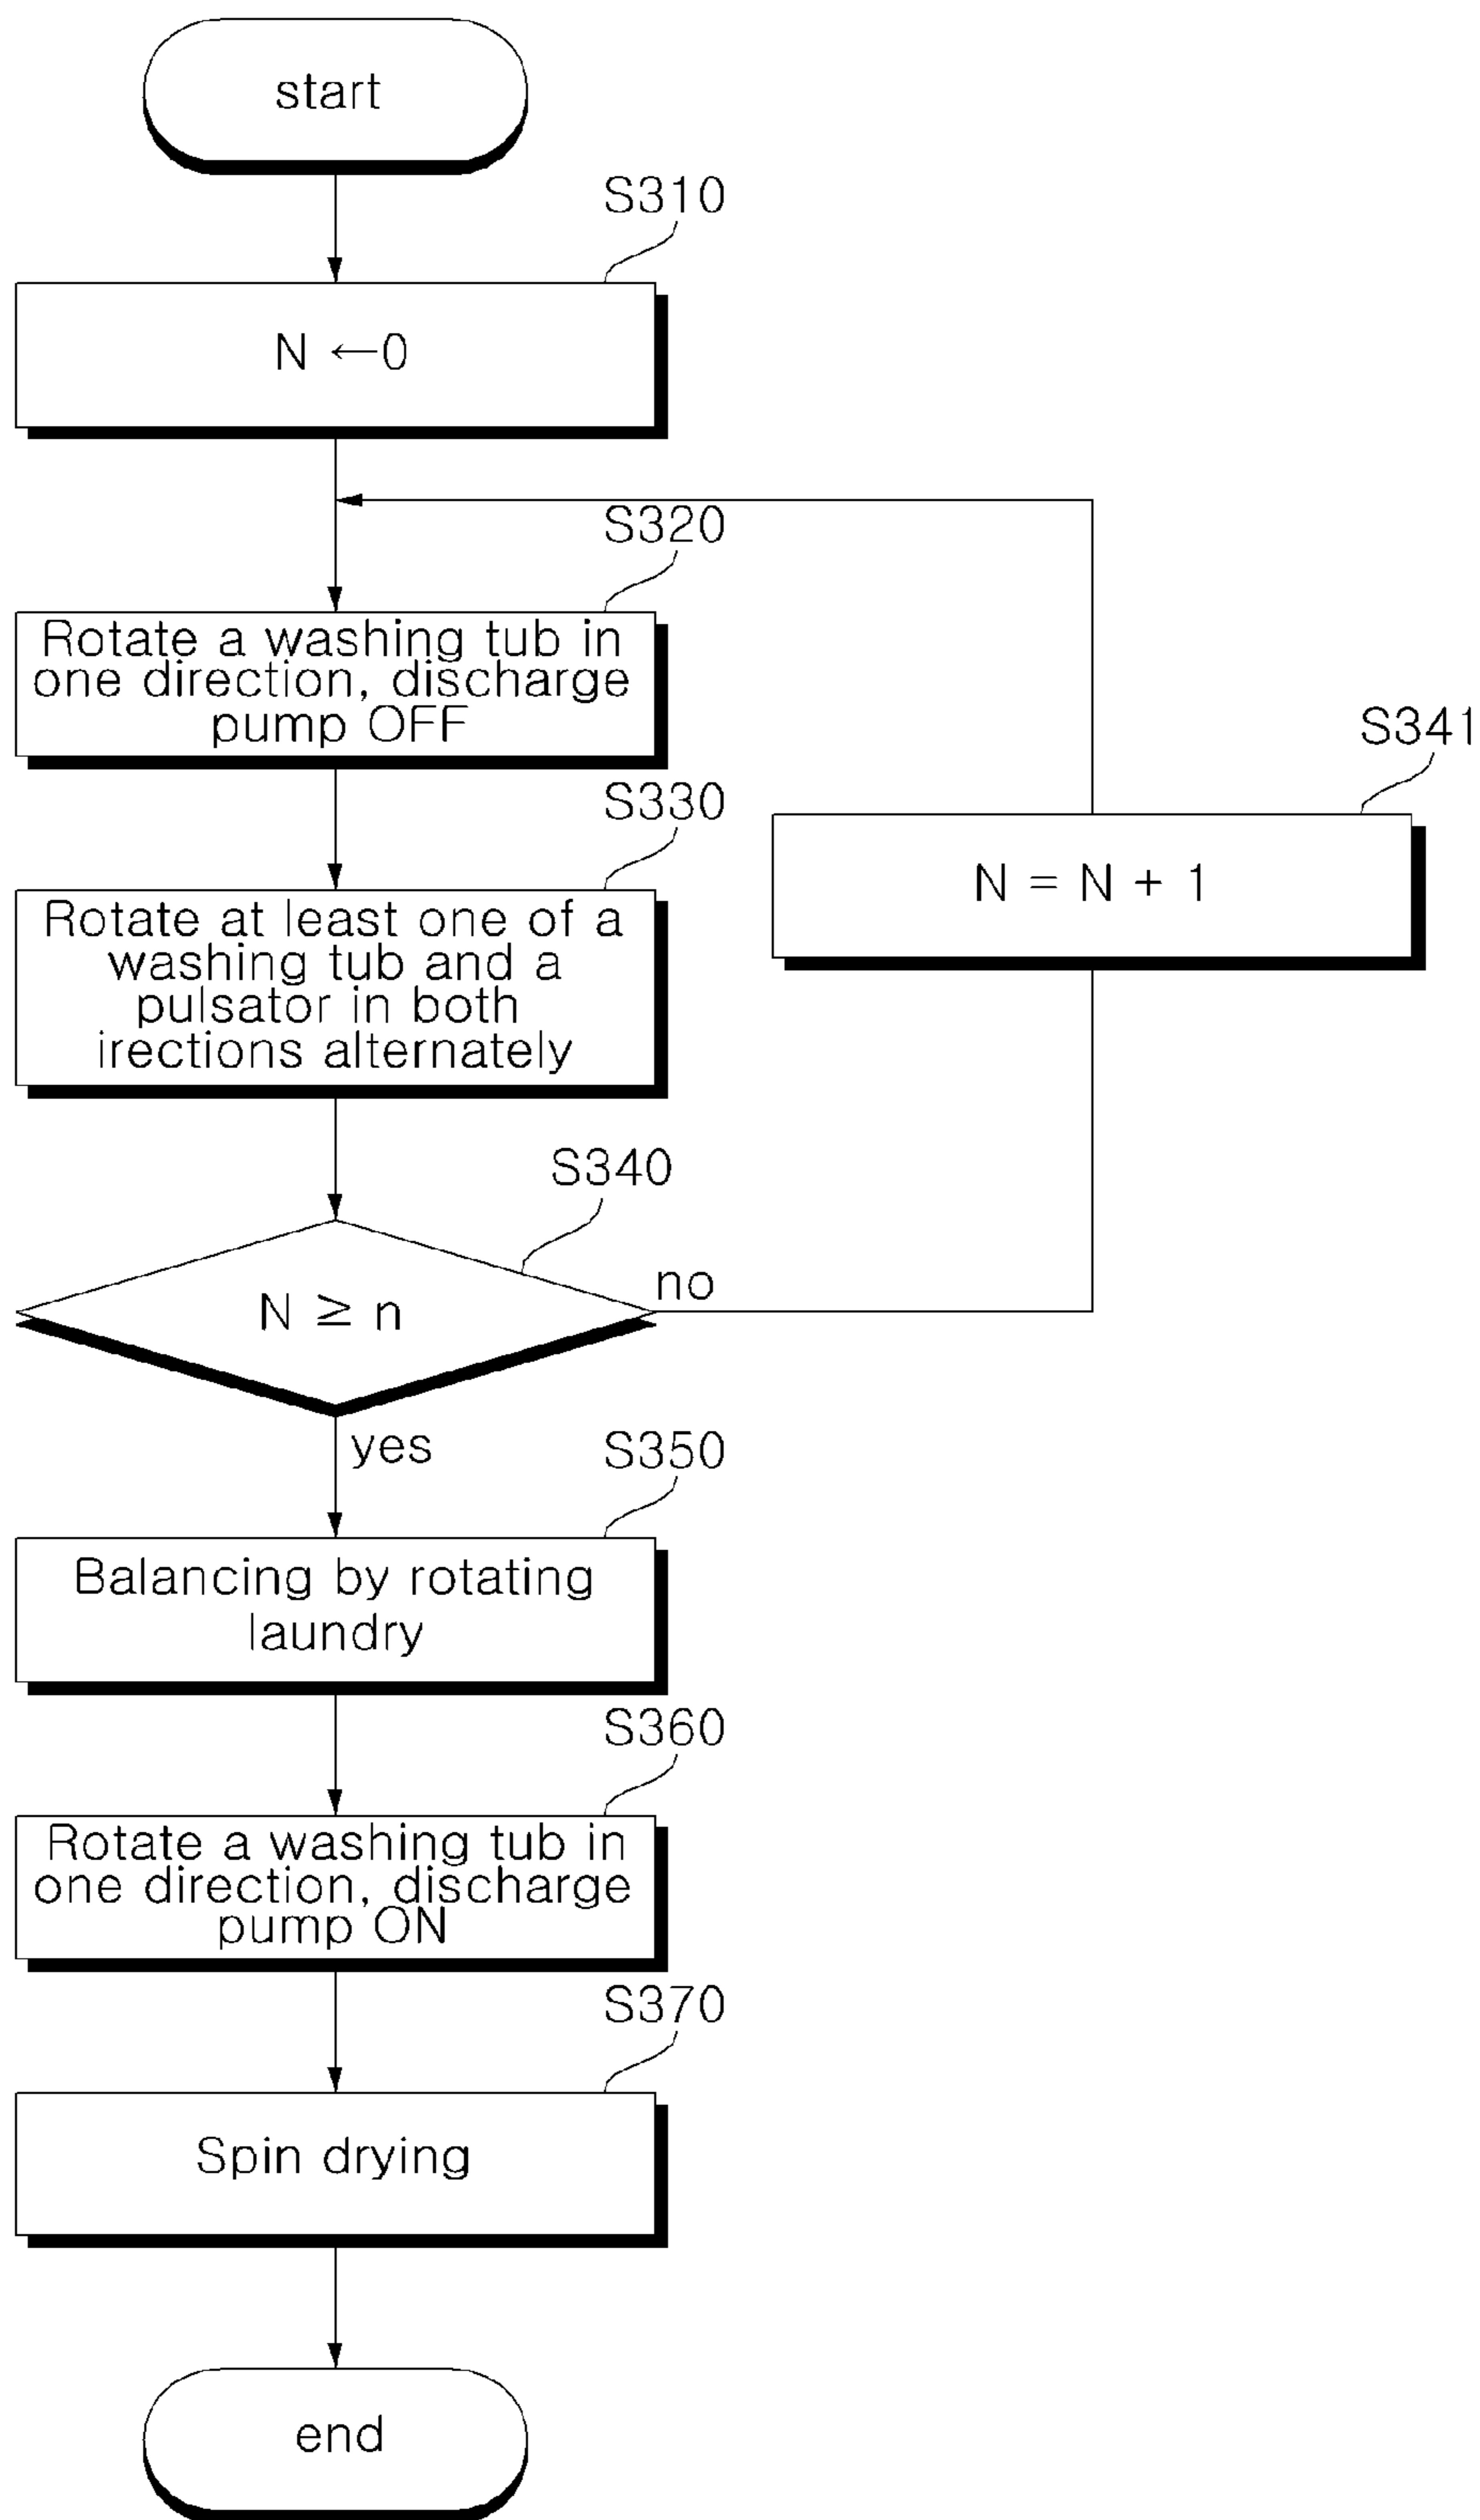 start
S310
N ←0
S320
Rotate a washing tub in
one direction, discharge
pump OFF
S341
N = N + 1
S330
Rotate at least one of a
washing tub and a
pulsator in both
irections alternately
S340
N ≥ n
no
yes
S350
Balancing by rotating
laundry
S360
Rotate a washing tub in
one direction, discharge
pump ON
S370
Spin drying
end